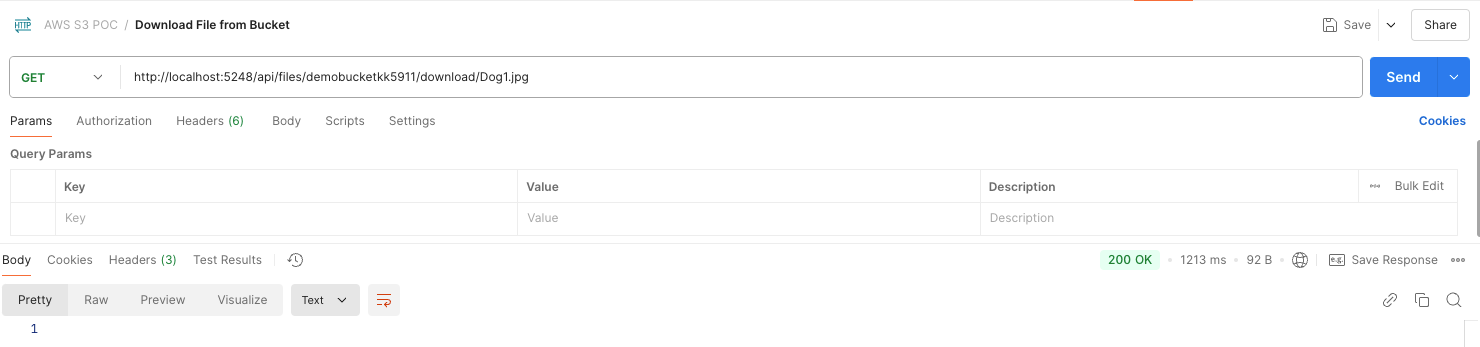 HTTP AWS S3 POC / Download File from Bucket Save Share
GET http://localhost:5248/api/files/demobucketkk5911/download/Dog1.jpg Send
Params Authorization Headers (6) Body Scripts Settings Cookies
Query Params
Key Value Description ••• Bulk Edit
Key Value Description
Body Cookies Headers (3) Test Results 200 OK • 1213 ms • 92 B • e.g. Save Response •••
Pretty Raw Preview Visualize Text
1